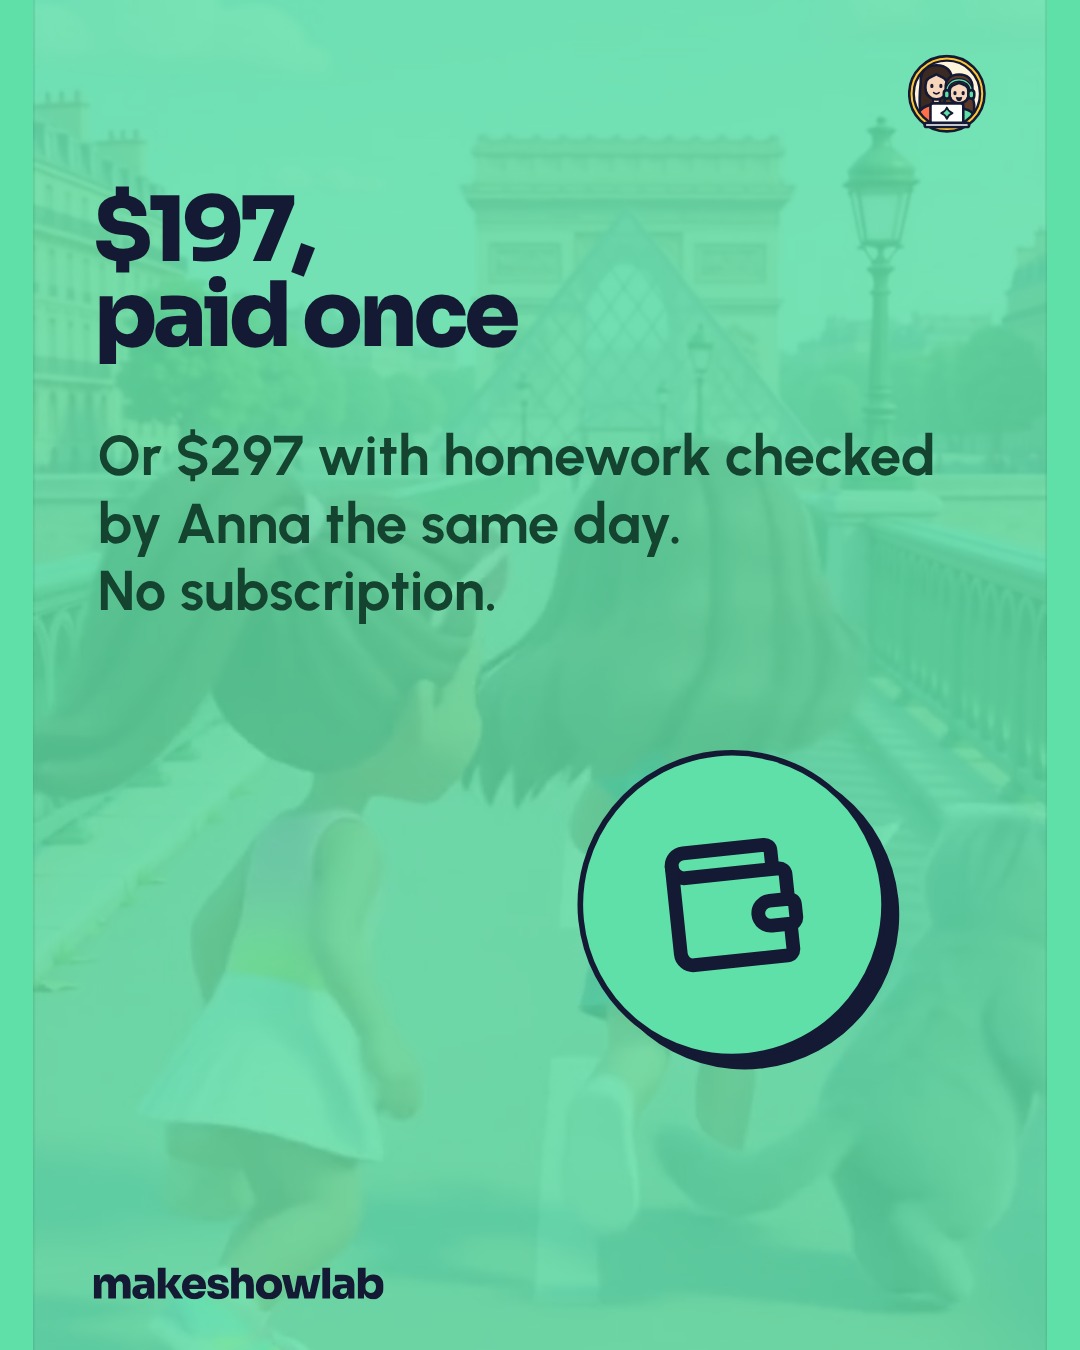 $197,
paid once
Or $297 with homework checked
by Anna the same day.
No subscription.
makeshowlab